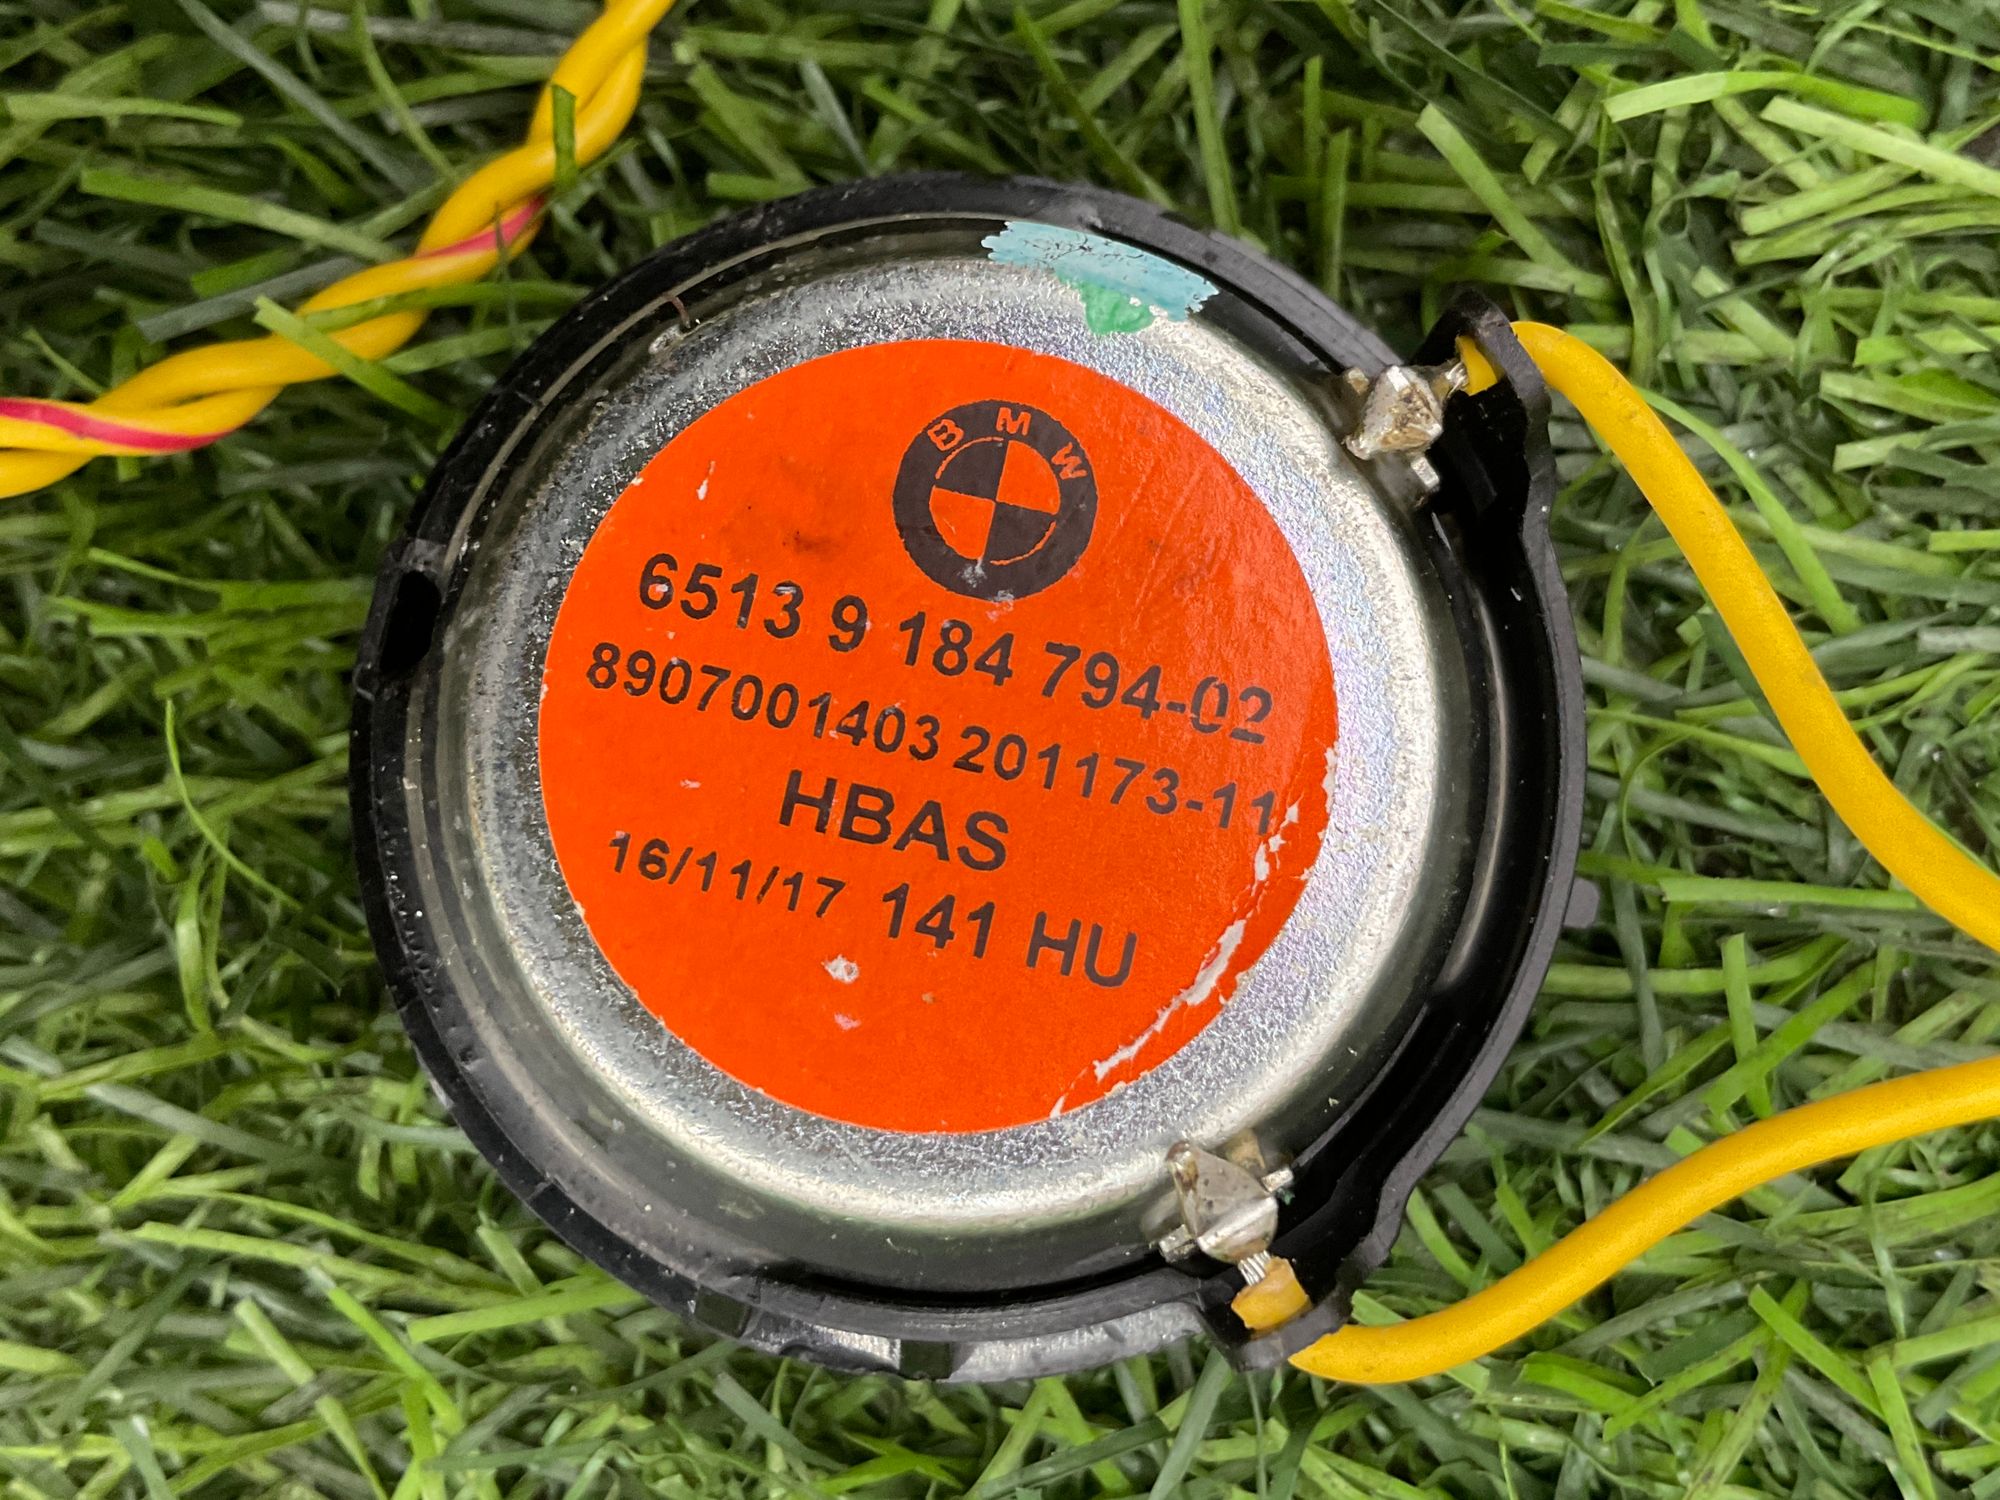 BMW
6513 9 184 794-02
8907001403 201173-11
HBAS
16/11/17 141 HU